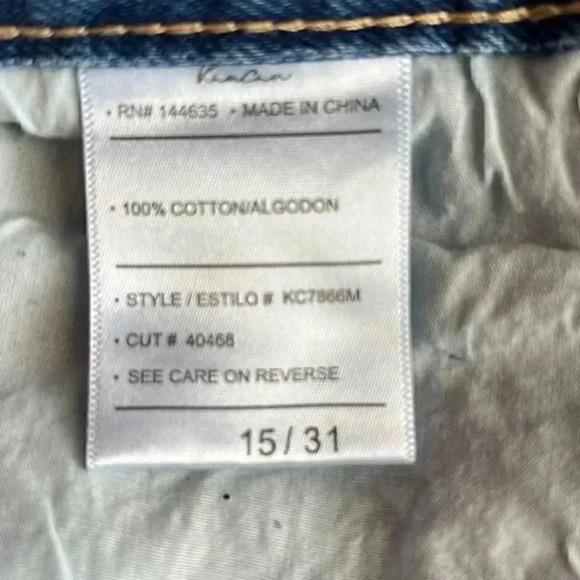 KanCan
• RN# 144635 • MADE IN CHINA
• 100% COTTON/ALGODON
• STYLE / ESTILO # KC7866M
• CUT # 40468
• SEE CARE ON REVERSE
15 / 31